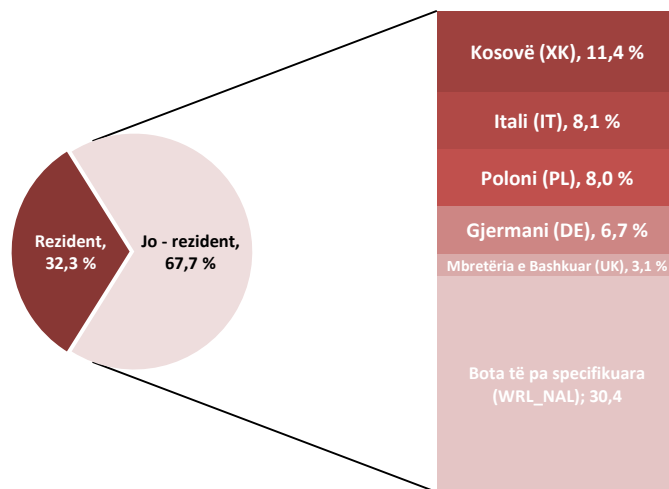 Rezident,
32,3 %
Jo - rezident,
67,7 %
Kosovë (XK), 11,4 %
Itali (IT), 8,1 %
Poloni (PL), 8,0 %
Gjermani (DE), 6,7 %
Mbretëria e Bashkuar (UK), 3,1 %
Bota të pa specifikuara
(WRL_NAL); 30,4